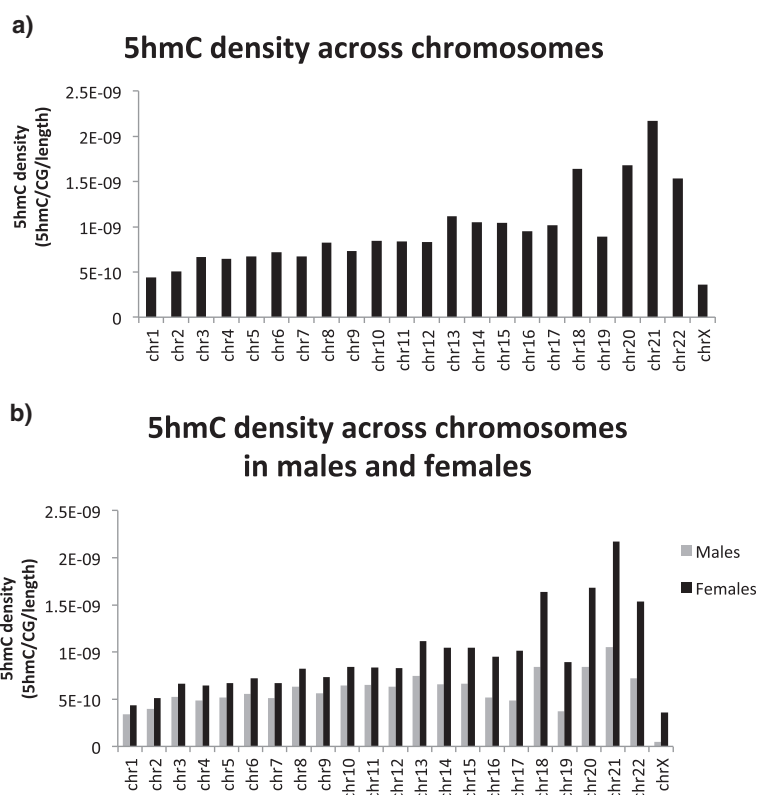 a)
5hmC density across chromosomes
5hmC density
(5hmC/CG/length)
2.5E-09
2E-09
1.5E-09
1E-09
5E-10
0
chr1
chr2
chr3
chr4
chr5
chr6
chr7
chr8
chr9
chr10
chr11
chr12
chr13
chr14
chr15
chr16
chr17
chr18
chr19
chr20
chr21
chr22
chrX
b)
5hmC density across chromosomes
in males and females
5hmC density
(5hmC/CG/length)
2.5E-09
2E-09
1.5E-09
1E-09
5E-10
0
chr1
chr2
chr3
chr4
chr5
chr6
chr7
chr8
chr9
chr10
chr11
chr12
chr13
chr14
chr15
chr16
chr17
chr18
chr19
chr20
chr21
chr22
chrX
Males
Females